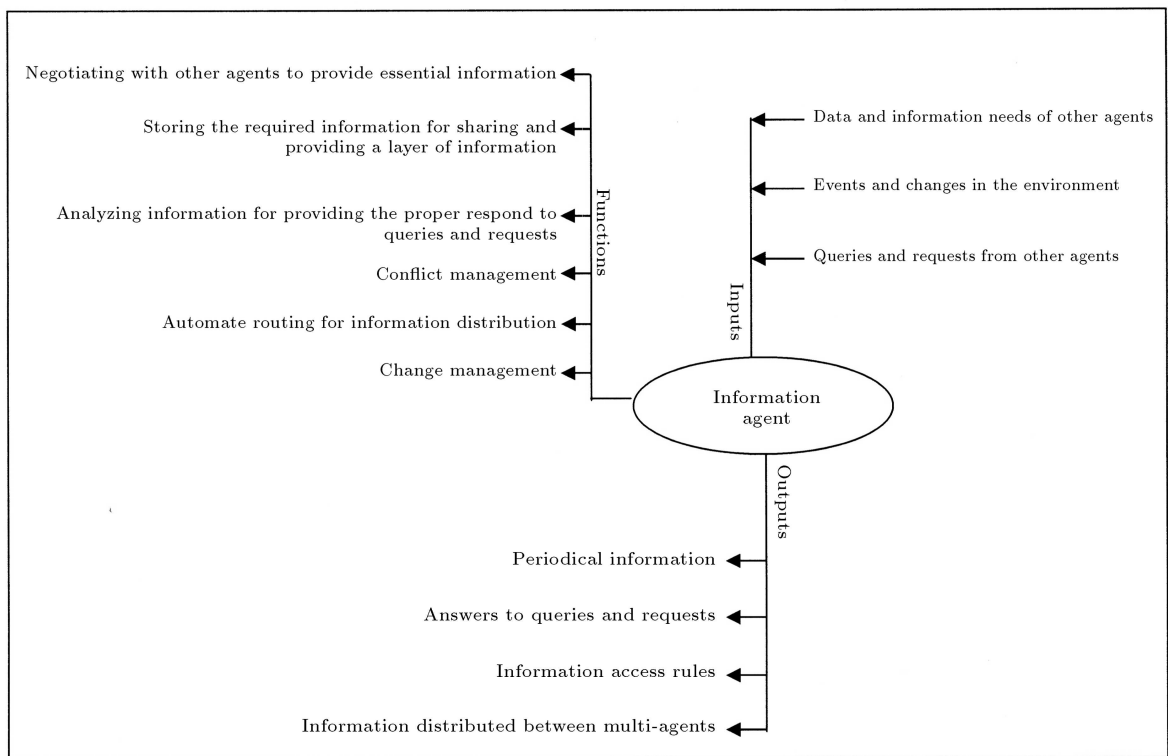 Negotiating with other agents to provide essential information
Storing the required information for sharing and
providing a layer of information
Analyzing information for providing the proper respond to
queries and requests
Conflict management
Automate routing for information distribution
Change management
Functions
Data and information needs of other agents
Events and changes in the environment
Queries and requests from other agents
Inputs
Information
agent
Outputs
Periodical information
Answers to queries and requests
Information access rules
Information distributed between multi-agents